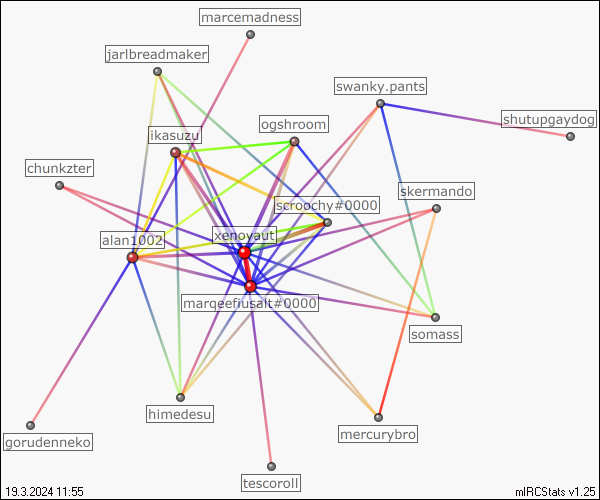 marcemadness
jarlbreadmaker
swanky.pants
shutupgaydog
ogshroom
ikasuzu
chunkzter
skermando
scroochy#0000
xenoyaut
alan1002
marqeefiusalt#0000
somass
himedesu
mercurybro
gorudenneko
tescoroll
19.3.2024 11:55
mIRCStats v1.25